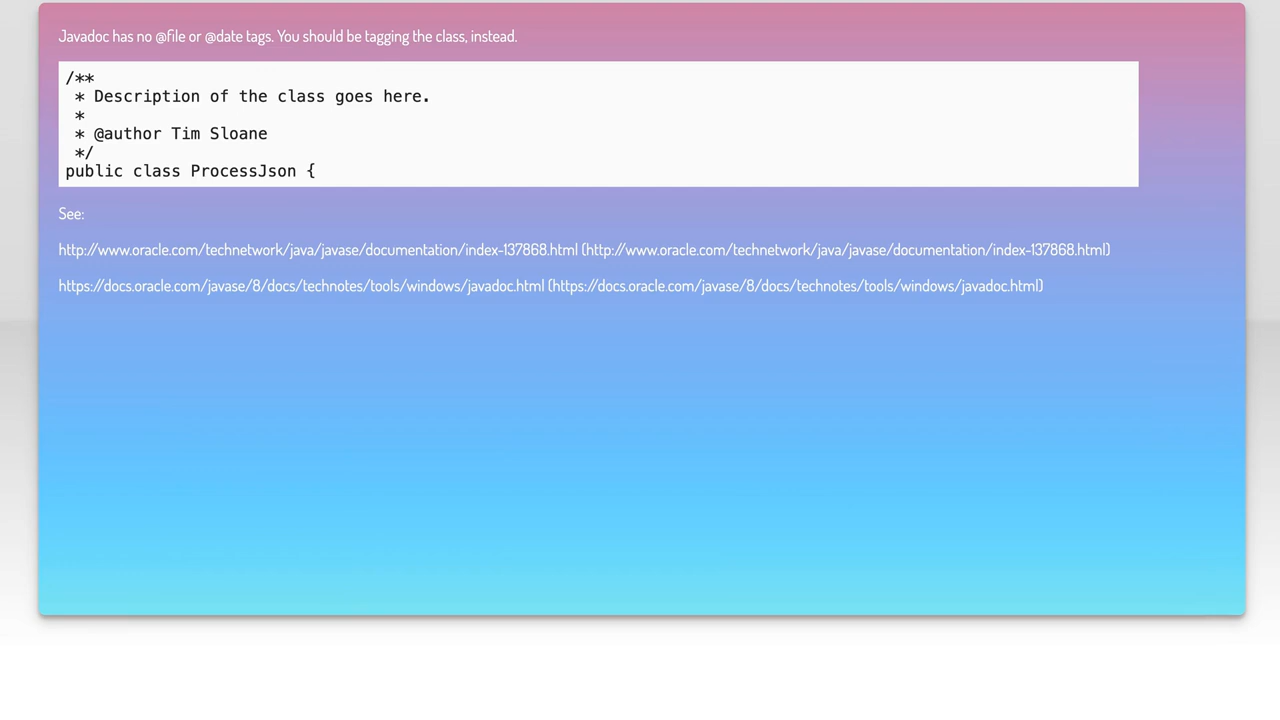 Javadoc has no @file or @date tags. You should be tagging the class, instead.
/**
 * Description of the class goes here.
 *
 * @author Tim Sloane
 */
public class ProcessJson {
See:
http://www.oracle.com/technetwork/java/javase/documentation/index-137868.html (http://www.oracle.com/technetwork/java/javase/documentation/index-137868.html)
https://docs.oracle.com/javase/8/docs/technotes/tools/windows/javadoc.html (https://docs.oracle.com/javase/8/docs/technotes/tools/windows/javadoc.html)